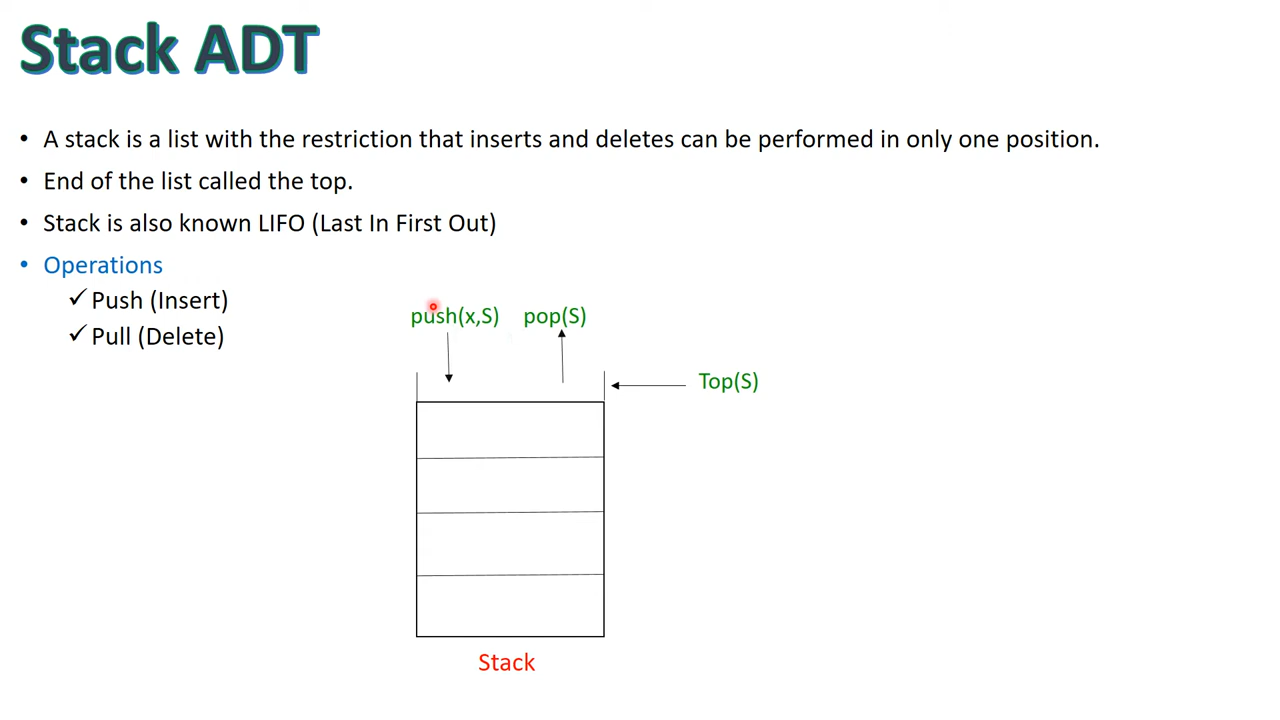 Stack ADT
• A stack is a list with the restriction that inserts and deletes can be performed in only one position.
• End of the list called the top.
• Stack is also known LIFO (Last In First Out)
• Operations
✓ Push (Insert)
✓ Pull (Delete)
push(x,S) pop(S)
Top(S)
Stack